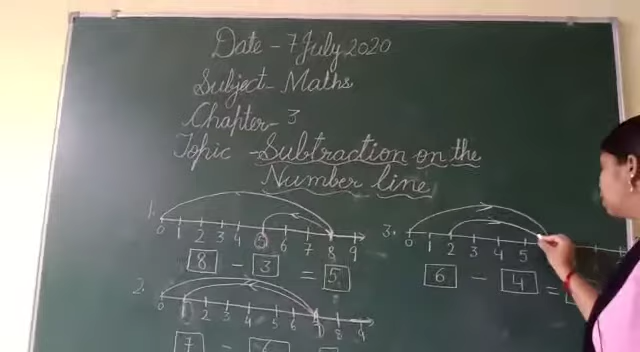 Date - 7 July 2020
Subject - Maths
Chapter - 3
Topic - Subtraction on the
Number line
1.
0 1 2 3 4 5 6 7 8 9
8 - 3 = 5
2.
0 1 2 3 4 5 6 7 8 9
7 - 6
3.
0 1 2 3 4 5
6 - 4 =